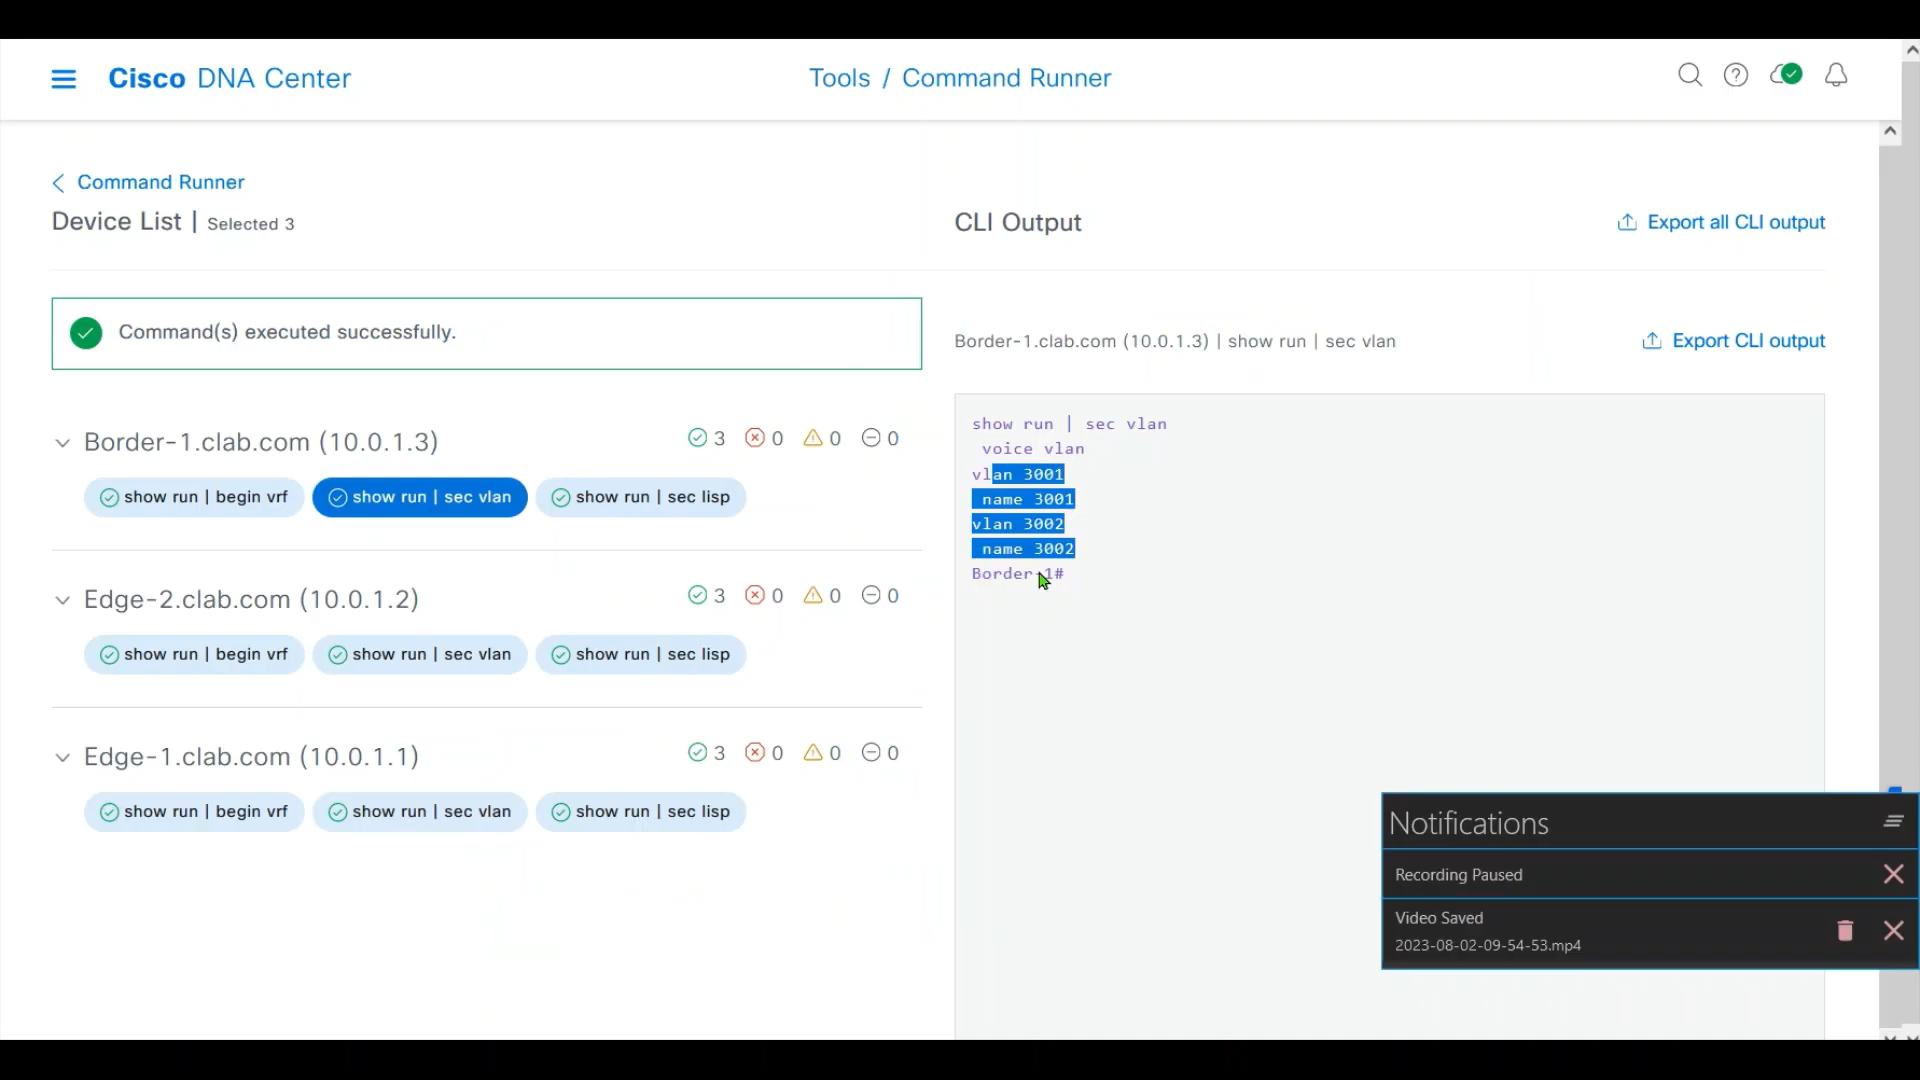 Cisco DNA Center
Tools / Command Runner
Command Runner
Device List | Selected 3
CLI Output
Export all CLI output
Command(s) executed successfully.
Border-1.clab.com (10.0.1.3) | show run | sec vlan
Export CLI output
Border-1.clab.com (10.0.1.3)
3 0 0 0
show run | begin vrf
show run | sec vlan
show run | sec lisp
Edge-2.clab.com (10.0.1.2)
3 0 0 0
show run | begin vrf
show run | sec vlan
show run | sec lisp
Edge-1.clab.com (10.0.1.1)
3 0 0 0
show run | begin vrf
show run | sec vlan
show run | sec lisp
show run | sec vlan
voice vlan
vlan 3001
name 3001
vlan 3002
name 3002
Border-1#
Notifications
Recording Paused
Video Saved
2023-08-02-09-54-53.mp4